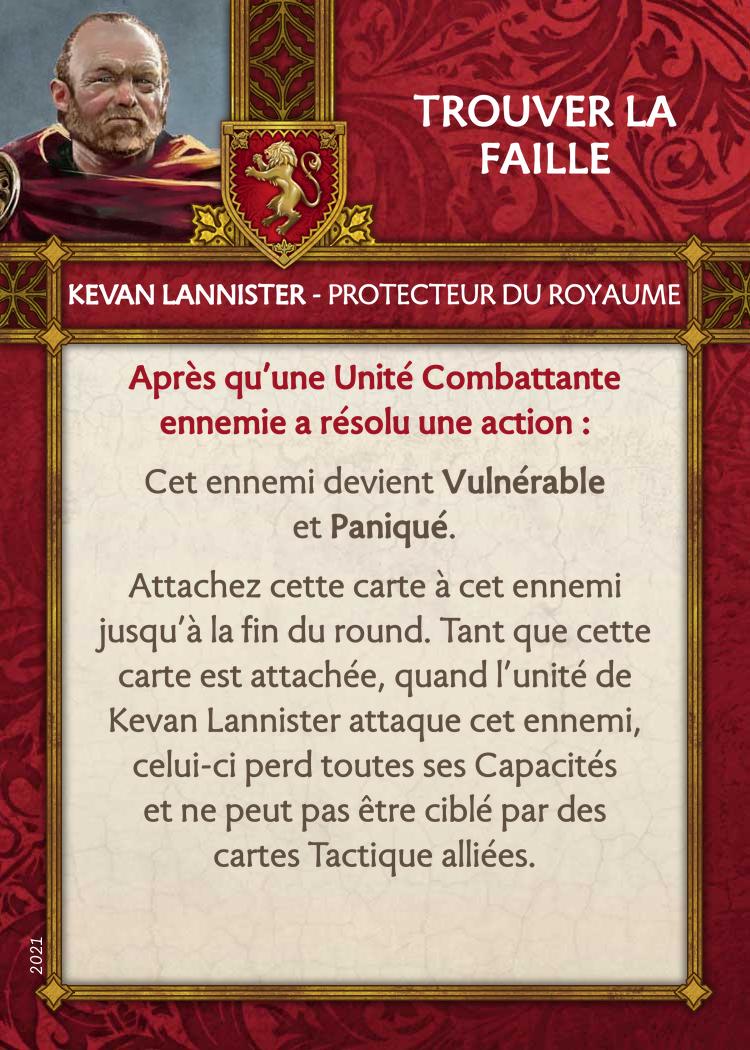 TROUVER LA
FAILLE
KEVAN LANNISTER - PROTECTEUR DU ROYAUME
Après qu'une Unité Combattante
ennemie a résolu une action :
Cet ennemi devient Vulnérable
et Paniqué.
Attachez cette carte à cet ennemi
jusqu'à la fin du round. Tant que cette
carte est attachée, quand l'unité de
Kevan Lannister attaque cet ennemi,
celui-ci perd toutes ses Capacités
et ne peut pas être ciblé par des
cartes Tactique alliées.
2021